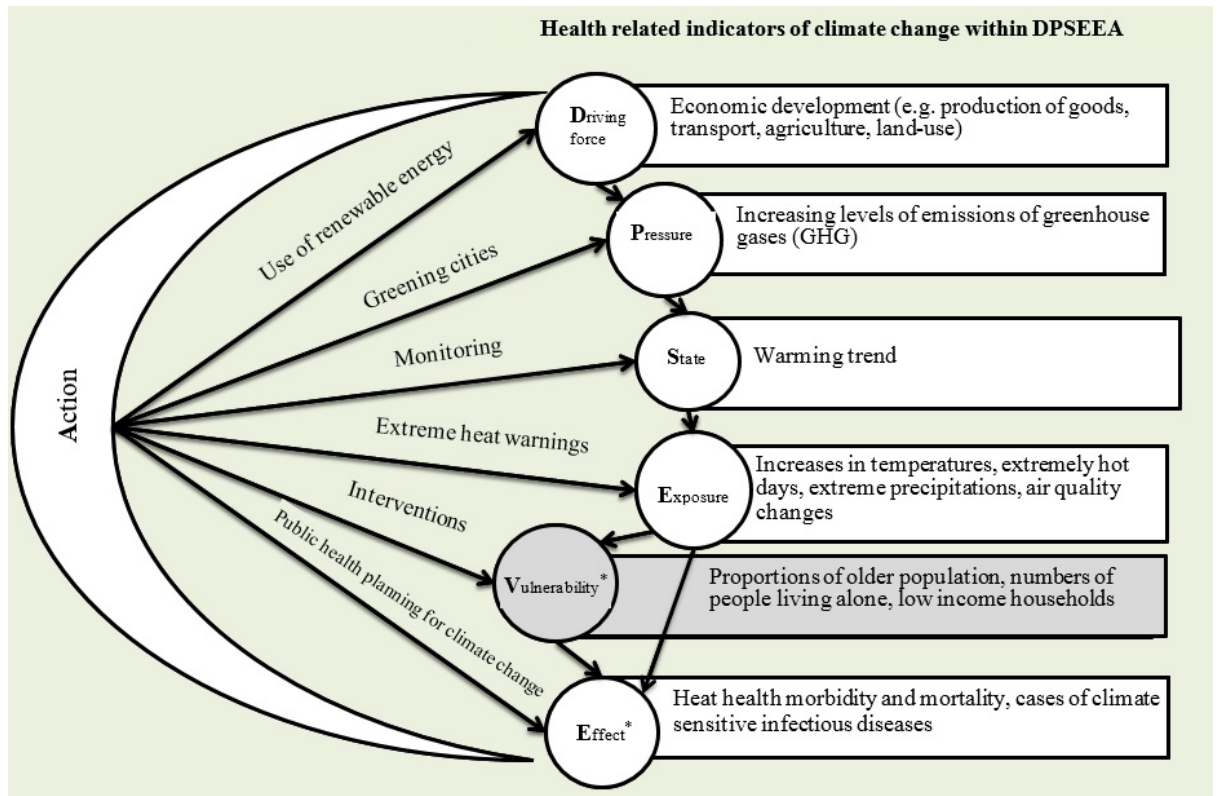 Health related indicators of climate change within DPSEEA
Driving
force
Economic development (e.g. production of goods,
transport, agriculture, land-use)
Use of renewable energy
Pressure
Increasing levels of emissions of greenhouse
gases (GHG)
Greening cities
State
Warming trend
Monitoring
Action
Extreme heat warnings
Exposure
Increases in temperatures, extremely hot
days, extreme precipitations, air quality
changes
Interventions
Vulnerability*
Proportions of older population, numbers of
people living alone, low income households
Public health planning for climate change
Effect*
Heat health morbidity and mortality, cases of climate
sensitive infectious diseases